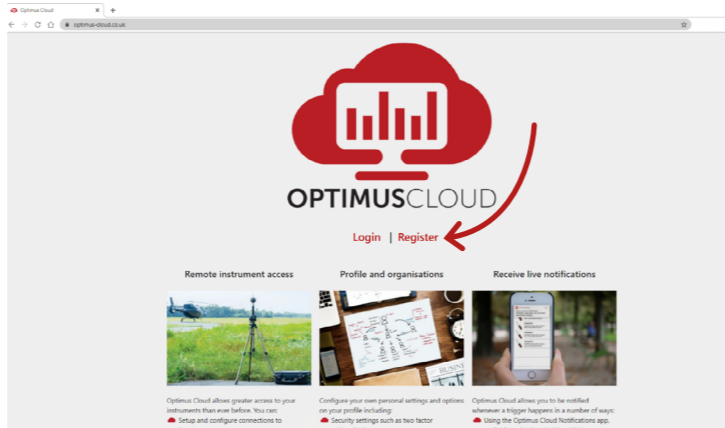 Optimus Cloud
optimus-cloud.co.uk
OPTIMUSCLOUD
Login | Register
Remote instrument access
Profile and organisations
Receive live notifications
BUSINE
Optimus Cloud allows greater access to your
instruments than ever before. You can:
Setup and configure connections to
Configure your own personal settings and options
on your profile including:
Security settings such as two factor
Optimus Cloud allows you to be notified
whenever a trigger happens in a number of ways:
Using the Optimus Cloud Notifications app.